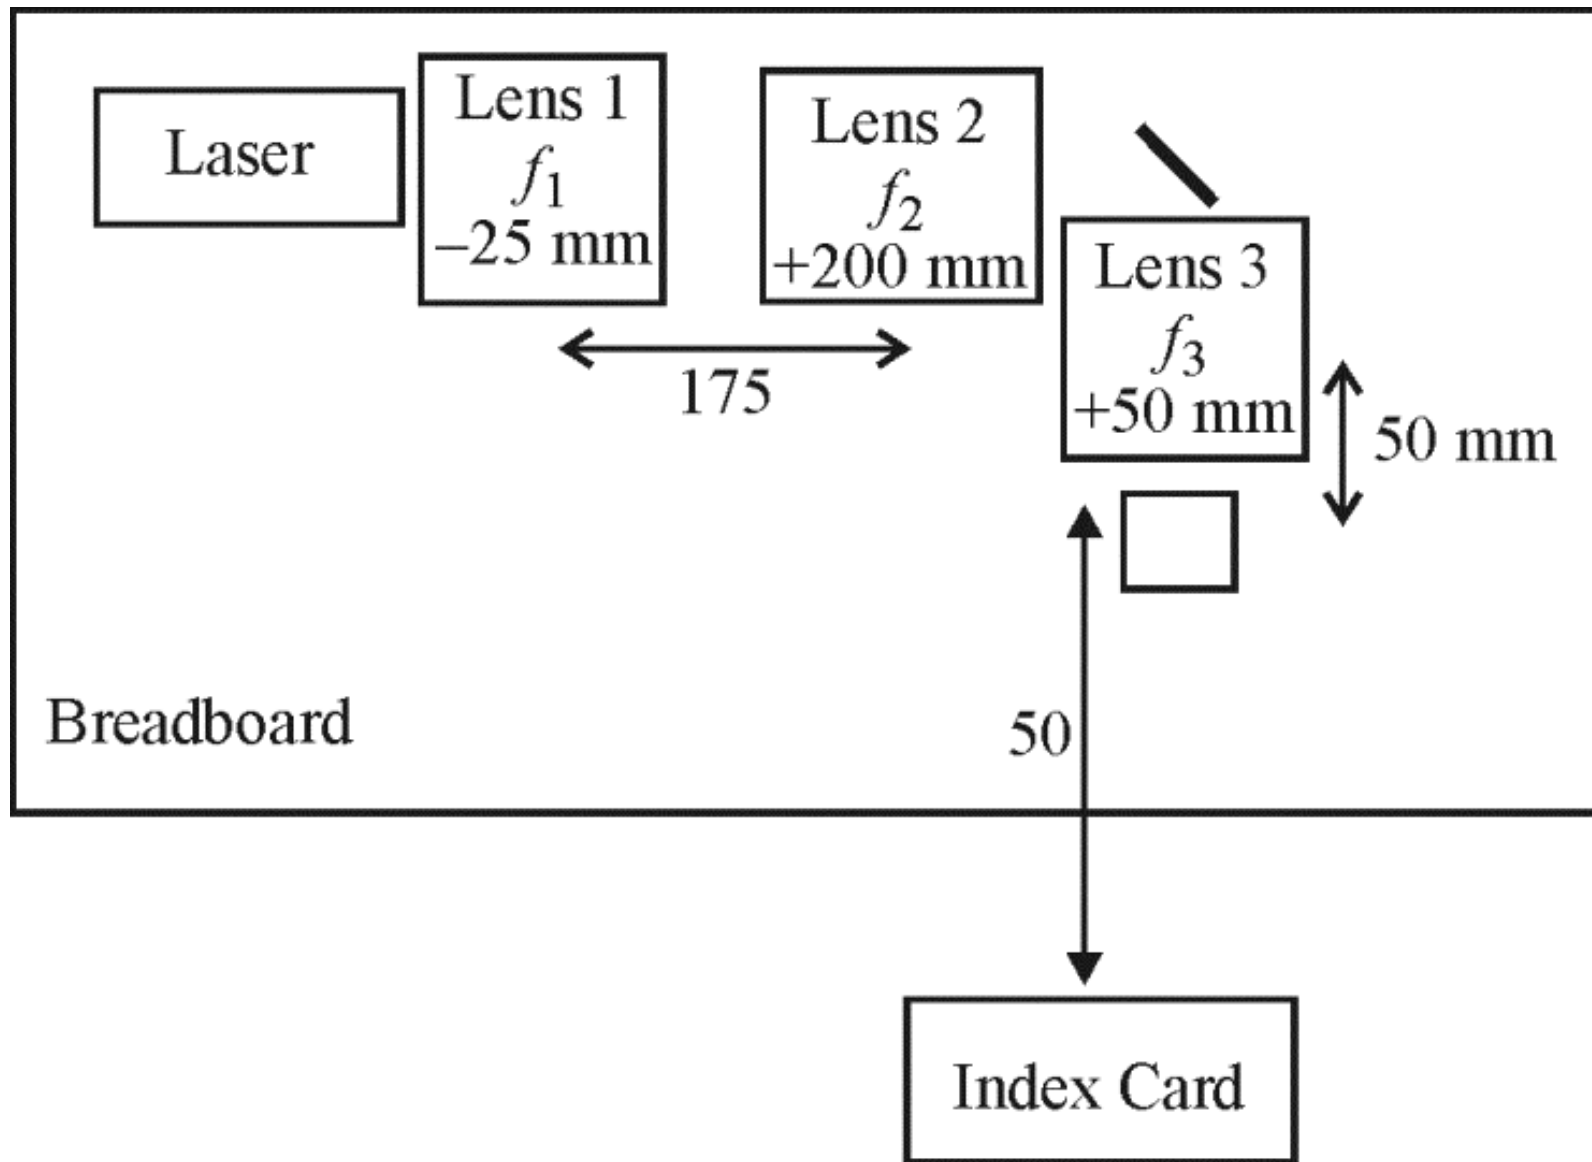 Laser
Lens 1
f1
–25 mm
Lens 2
f2
+200 mm
Lens 3
f3
+50 mm
175
50 mm
50
Breadboard
Index Card